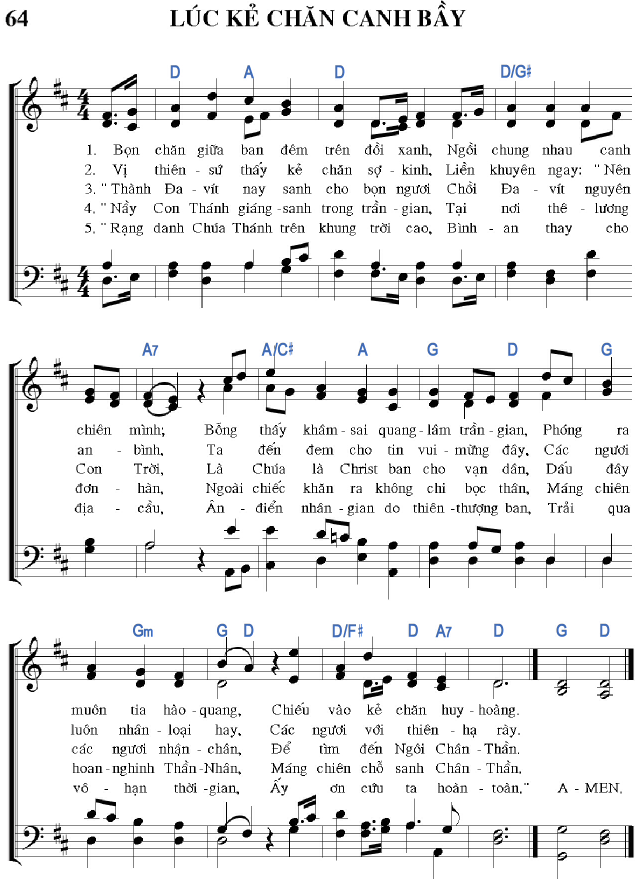 64 LÚC KẺ CHĂN CANH BẦY
D A D D/G#
1. Bọn chăn giữa ban đêm trên đồi xanh, Ngồi chung nhau canh
2. Vị thiên-sứ thấy kẻ chăn sợ-kinh, Liền khuyên ngay: "Nên
3. "Thành Đa-vít nay sanh cho bọn ngươi Chồi Đa-vít nguyên
4. "Nầy Con Thánh giáng-sanh trong trần-gian, Tại nơi thê-lương
5. "Rạng danh Chúa Thánh trên khung trời cao, Bình-an thay cho
A7 A/C# A G D G
chiên mình; Bỗng thấy khâm-sai quang-lâm trần-gian, Phóng ra
an-bình, Ta đến đem cho tin vui-mừng đây, Các ngươi
Con Trời, Là Chúa là Christ ban cho vạn dân, Dấu đây
đơn-hàn, Ngoài chiếc khăn ra không chi bọc thân, Máng chiên
địa-cầu, Ân-điển nhân-gian do thiên-thượng ban, Trải qua
Gm G D D/F# D A7 D G D
muôn tia hào-quang, Chiếu vào kẻ chăn huy-hoàng.
luôn nhân-loại hay, Các ngươi với thiên-hạ rày.
các ngươi nhận-chân, Để tìm đến Ngôi Chân-Thần.
hoan-nghinh Thần-Nhân, Máng chiên chỗ sanh Chân-Thần.
vô-hạn thời-gian, Ấy ơn cứu ta hoàn-toàn." A-MEN.